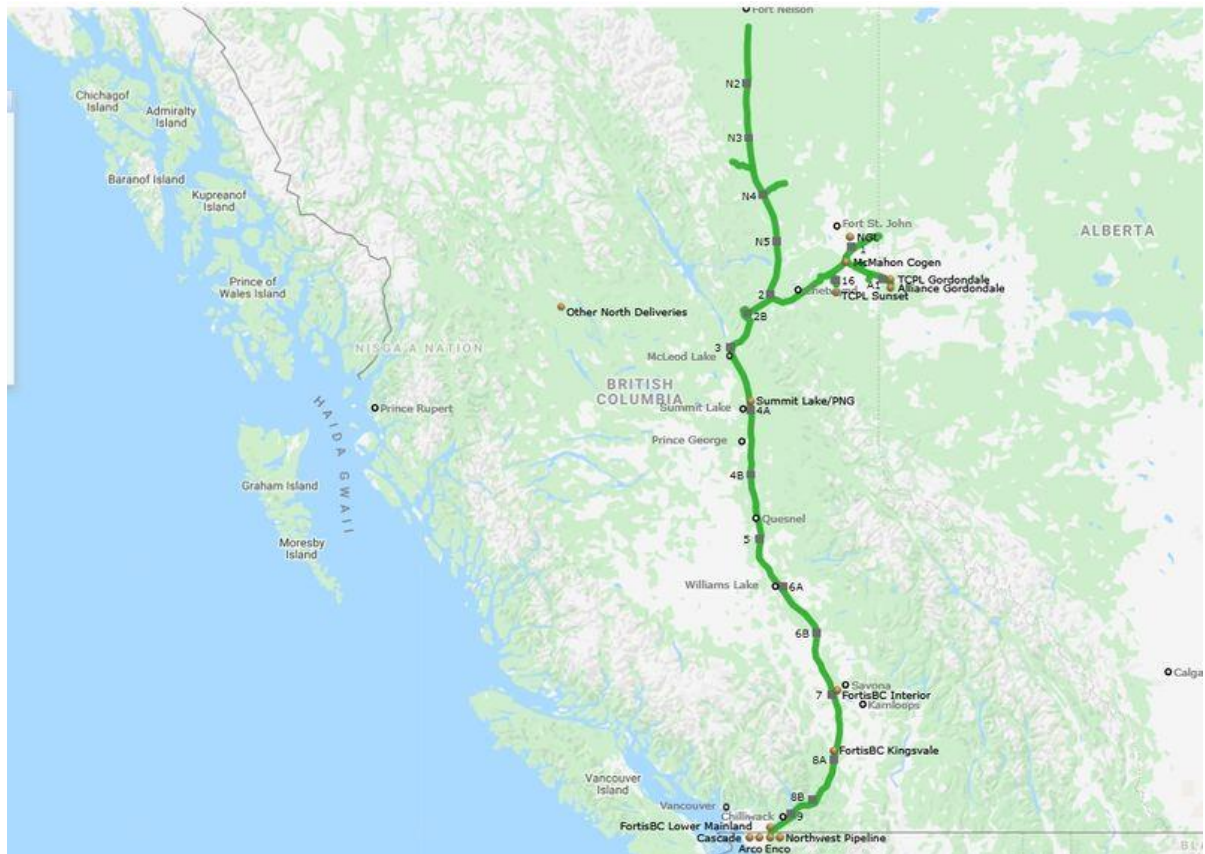 Fort Nelson
Chichagof
Island
Admiralty
Island
N2
N3
Baranof Island
Kupreanof
Island
N4
Fort St. John
N5
1
ALBERTA
McMahon Cogen
Prince of
Wales Island
2
16
A1
TCPL Gordondale
Alliance Gordondale
TCPL Sunset
Other North Deliveries
2B
NISGA'A NATION
3
McLeod Lake
BRITISH
COLUMBIA
Summit Lake/PNG
Prince Rupert
Summit Lake
4A
HAIDA GWAII
Prince George
4B
Graham Island
Quesnel
5
Moresby
Island
Williams Lake
6A
6B
Savona
7
FortisBC Interior
Kamloops
Calga
FortisBC Kingsvale
8A
Vancouver
Island
8B
Vancouver
Chilliwack
9
FortisBC Lower Mainland
Cascade
Northwest Pipeline
Arco Enco